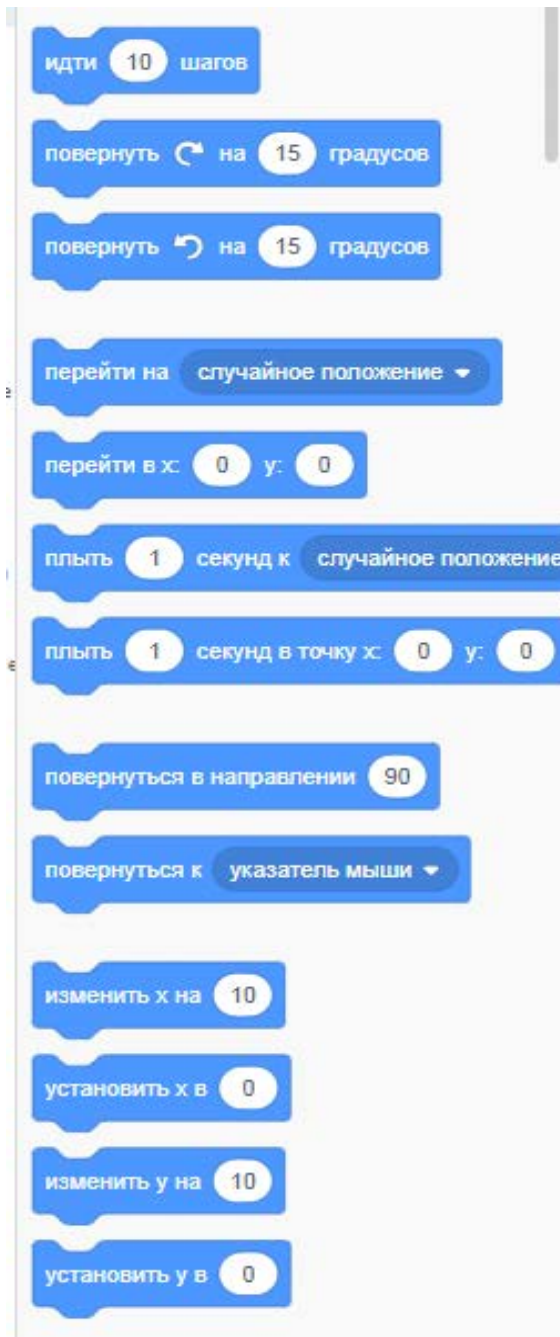 идти 10 шагов
повернуть на 15 градусов
повернуть на 15 градусов
перейти на случайное положение
перейти в x: 0 y: 0
плыть 1 секунд к случайное положение
плыть 1 секунд в точку x: 0 y: 0
повернуться в направлении 90
повернуться к указатель мыши
изменить x на 10
установить x в 0
изменить y на 10
установить y в 0